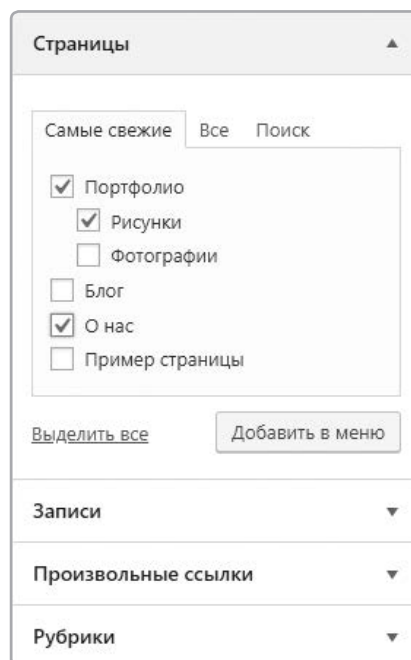 Страницы
Самые свежие Все Поиск
Портфолио
Рисунки
Фотографии
Блог
О нас
Пример страницы
Выделить все Добавить в меню
Записи
Произвольные ссылки
Рубрики